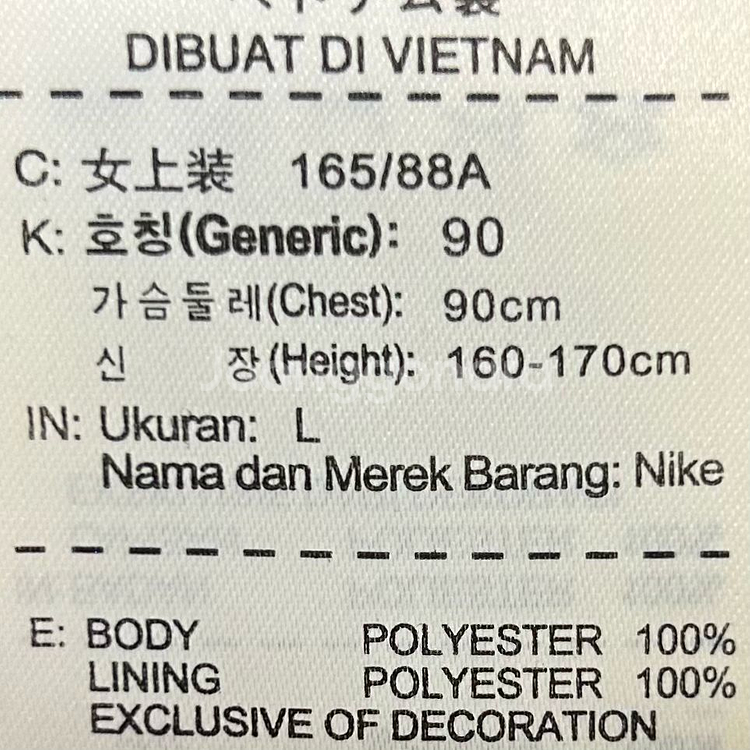 DIBUAT DI VIETNAM
C: 女上装 165/88A
K: 호칭(Generic): 90
가슴둘레(Chest): 90cm
신 장(Height): 160-170cm
IN: Ukuran: L
Nama dan Merek Barang: Nike
E: BODY POLYESTER 100%
LINING POLYESTER 100%
EXCLUSIVE OF DECORATION